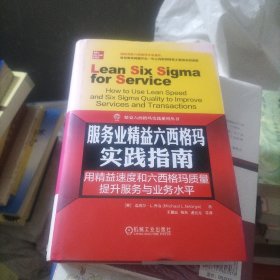 Lean Six Sigma
for Service
How to Use Lean Speed
and Six Sigma Quality to Improve
Services and Transactions
服务业精益六西格玛
实践指南
用精益速度和六西格玛质量
提升服务与业务水平
机械工业出版社